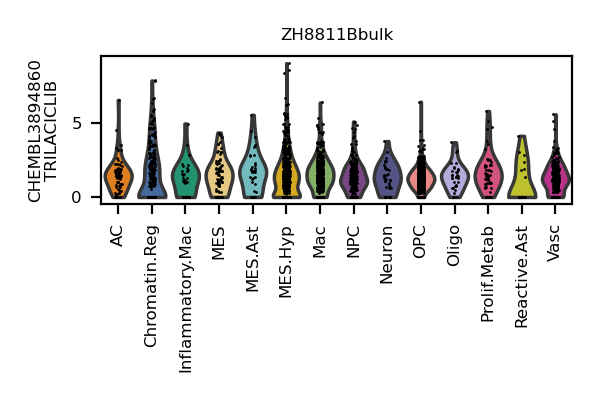 ZH8811Bbulk
CHEMBL3894860
TRILACICLIB
5
0
AC
Chromatin.Reg
Inflammatory.Mac
MES
MES.Ast
MES.Hyp
Mac
NPC
Neuron
OPC
Oligo
Prolif.Metab
Reactive.Ast
Vasc